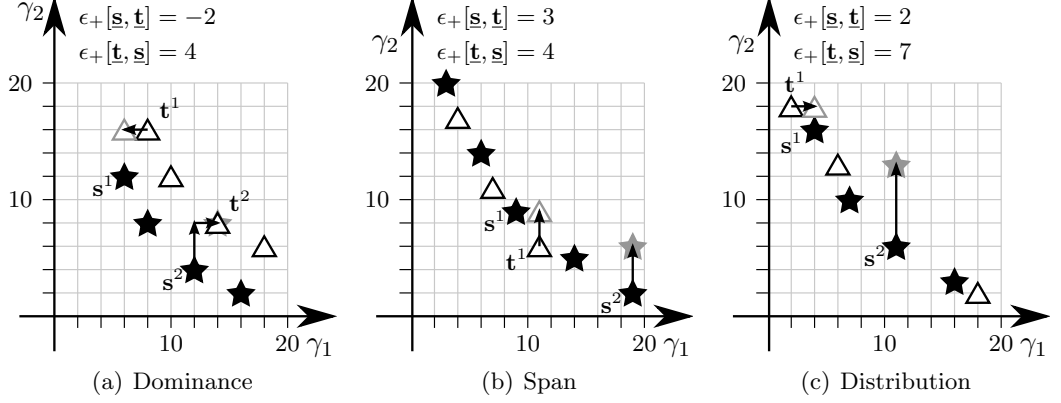 γ₂
ϵ₊[s̲, t̲] = −2
ϵ₊[t̲, s̲] = 4
20
10
t¹
s¹
t²
s²
10
20 γ₁
(a) Dominance
γ₂
ϵ₊[s̲, t̲] = 3
ϵ₊[t̲, s̲] = 4
20
10
s¹
t¹
s²
10
20 γ₁
(b) Span
γ₂
ϵ₊[s̲, t̲] = 2
ϵ₊[t̲, s̲] = 7
20
10
t¹
s¹
s²
10
20 γ₁
(c) Distribution